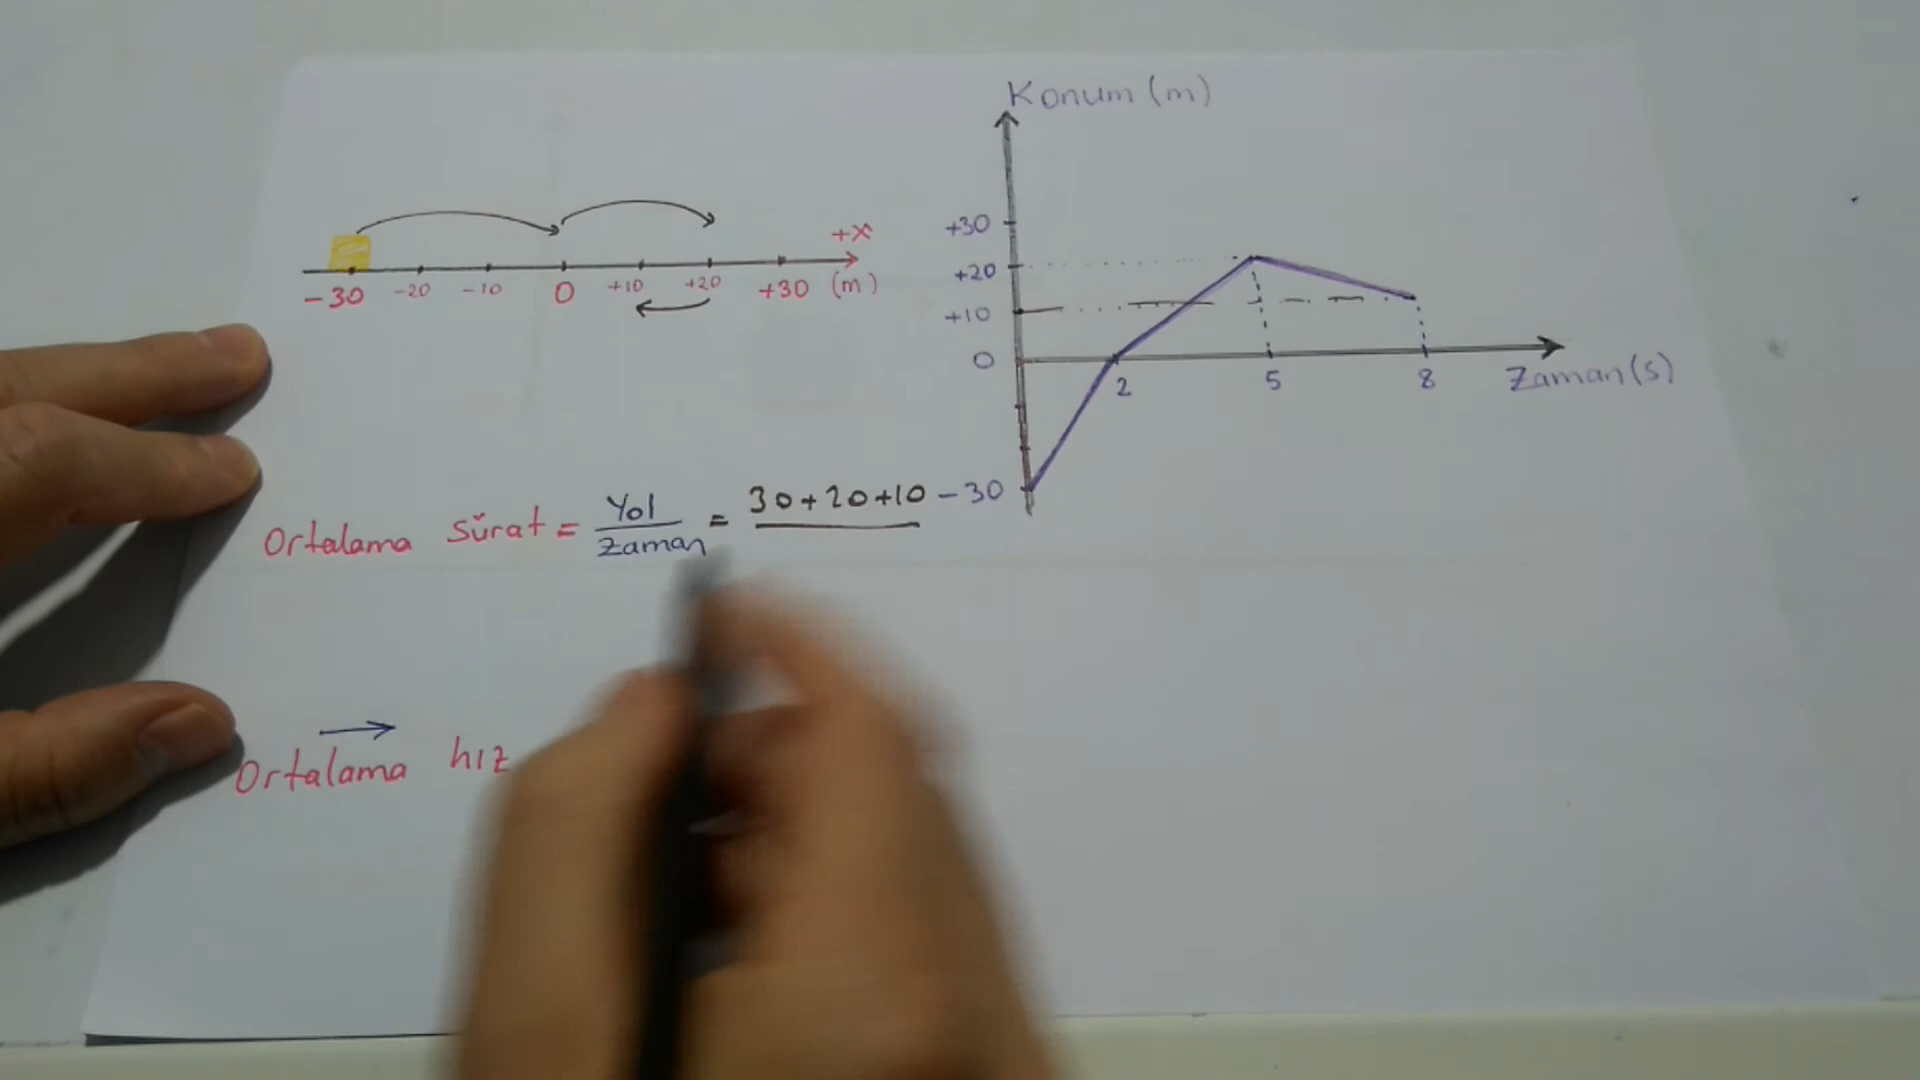 Konum (m)
+30
+20
+10
0
-30
2 5 8
Zaman (s)
+x
-30 -20 -10 0 +10 +20 +30 (m)
Ortalama Sürat = Yol = 30+20+10
Zaman
Ortalama hız